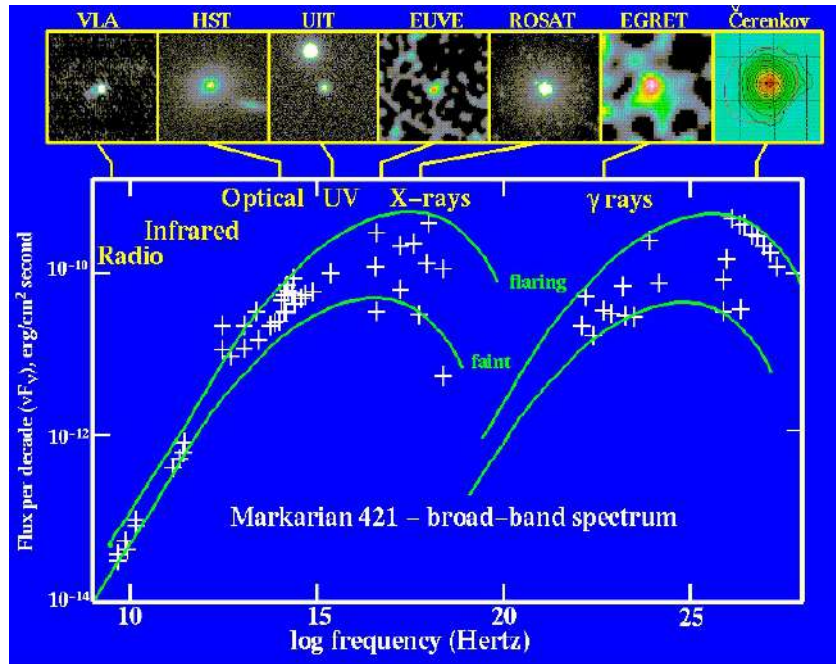 VLA HST UIT EUVE ROSAT EGRET Čerenkov
Optical UV X-rays γ rays
Infrared
Radio
10⁻¹⁰
flaring
faint
10⁻¹²
Markarian 421 – broad-band spectrum
10⁻¹⁴
10 15 20 25
log frequency (Hertz)
Flux per decade (νFν), erg/cm² second